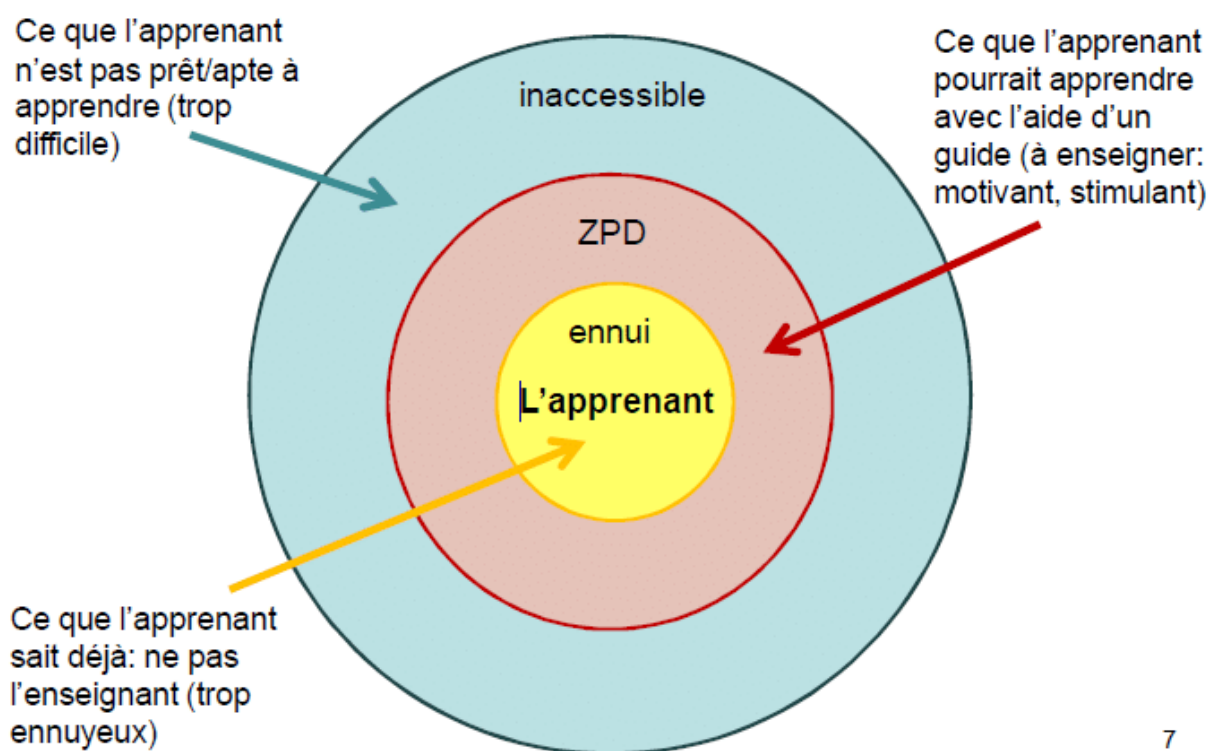 Ce que l'apprenant
n'est pas prêt/apte à
apprendre (trop
difficile)
inaccessible
Ce que l'apprenant
pourrait apprendre
avec l'aide d'un
guide (à enseigner:
motivant, stimulant)
ZPD
ennui
L'apprenant
Ce que l'apprenant
sait déjà: ne pas
l'enseignant (trop
ennuyeux)
7